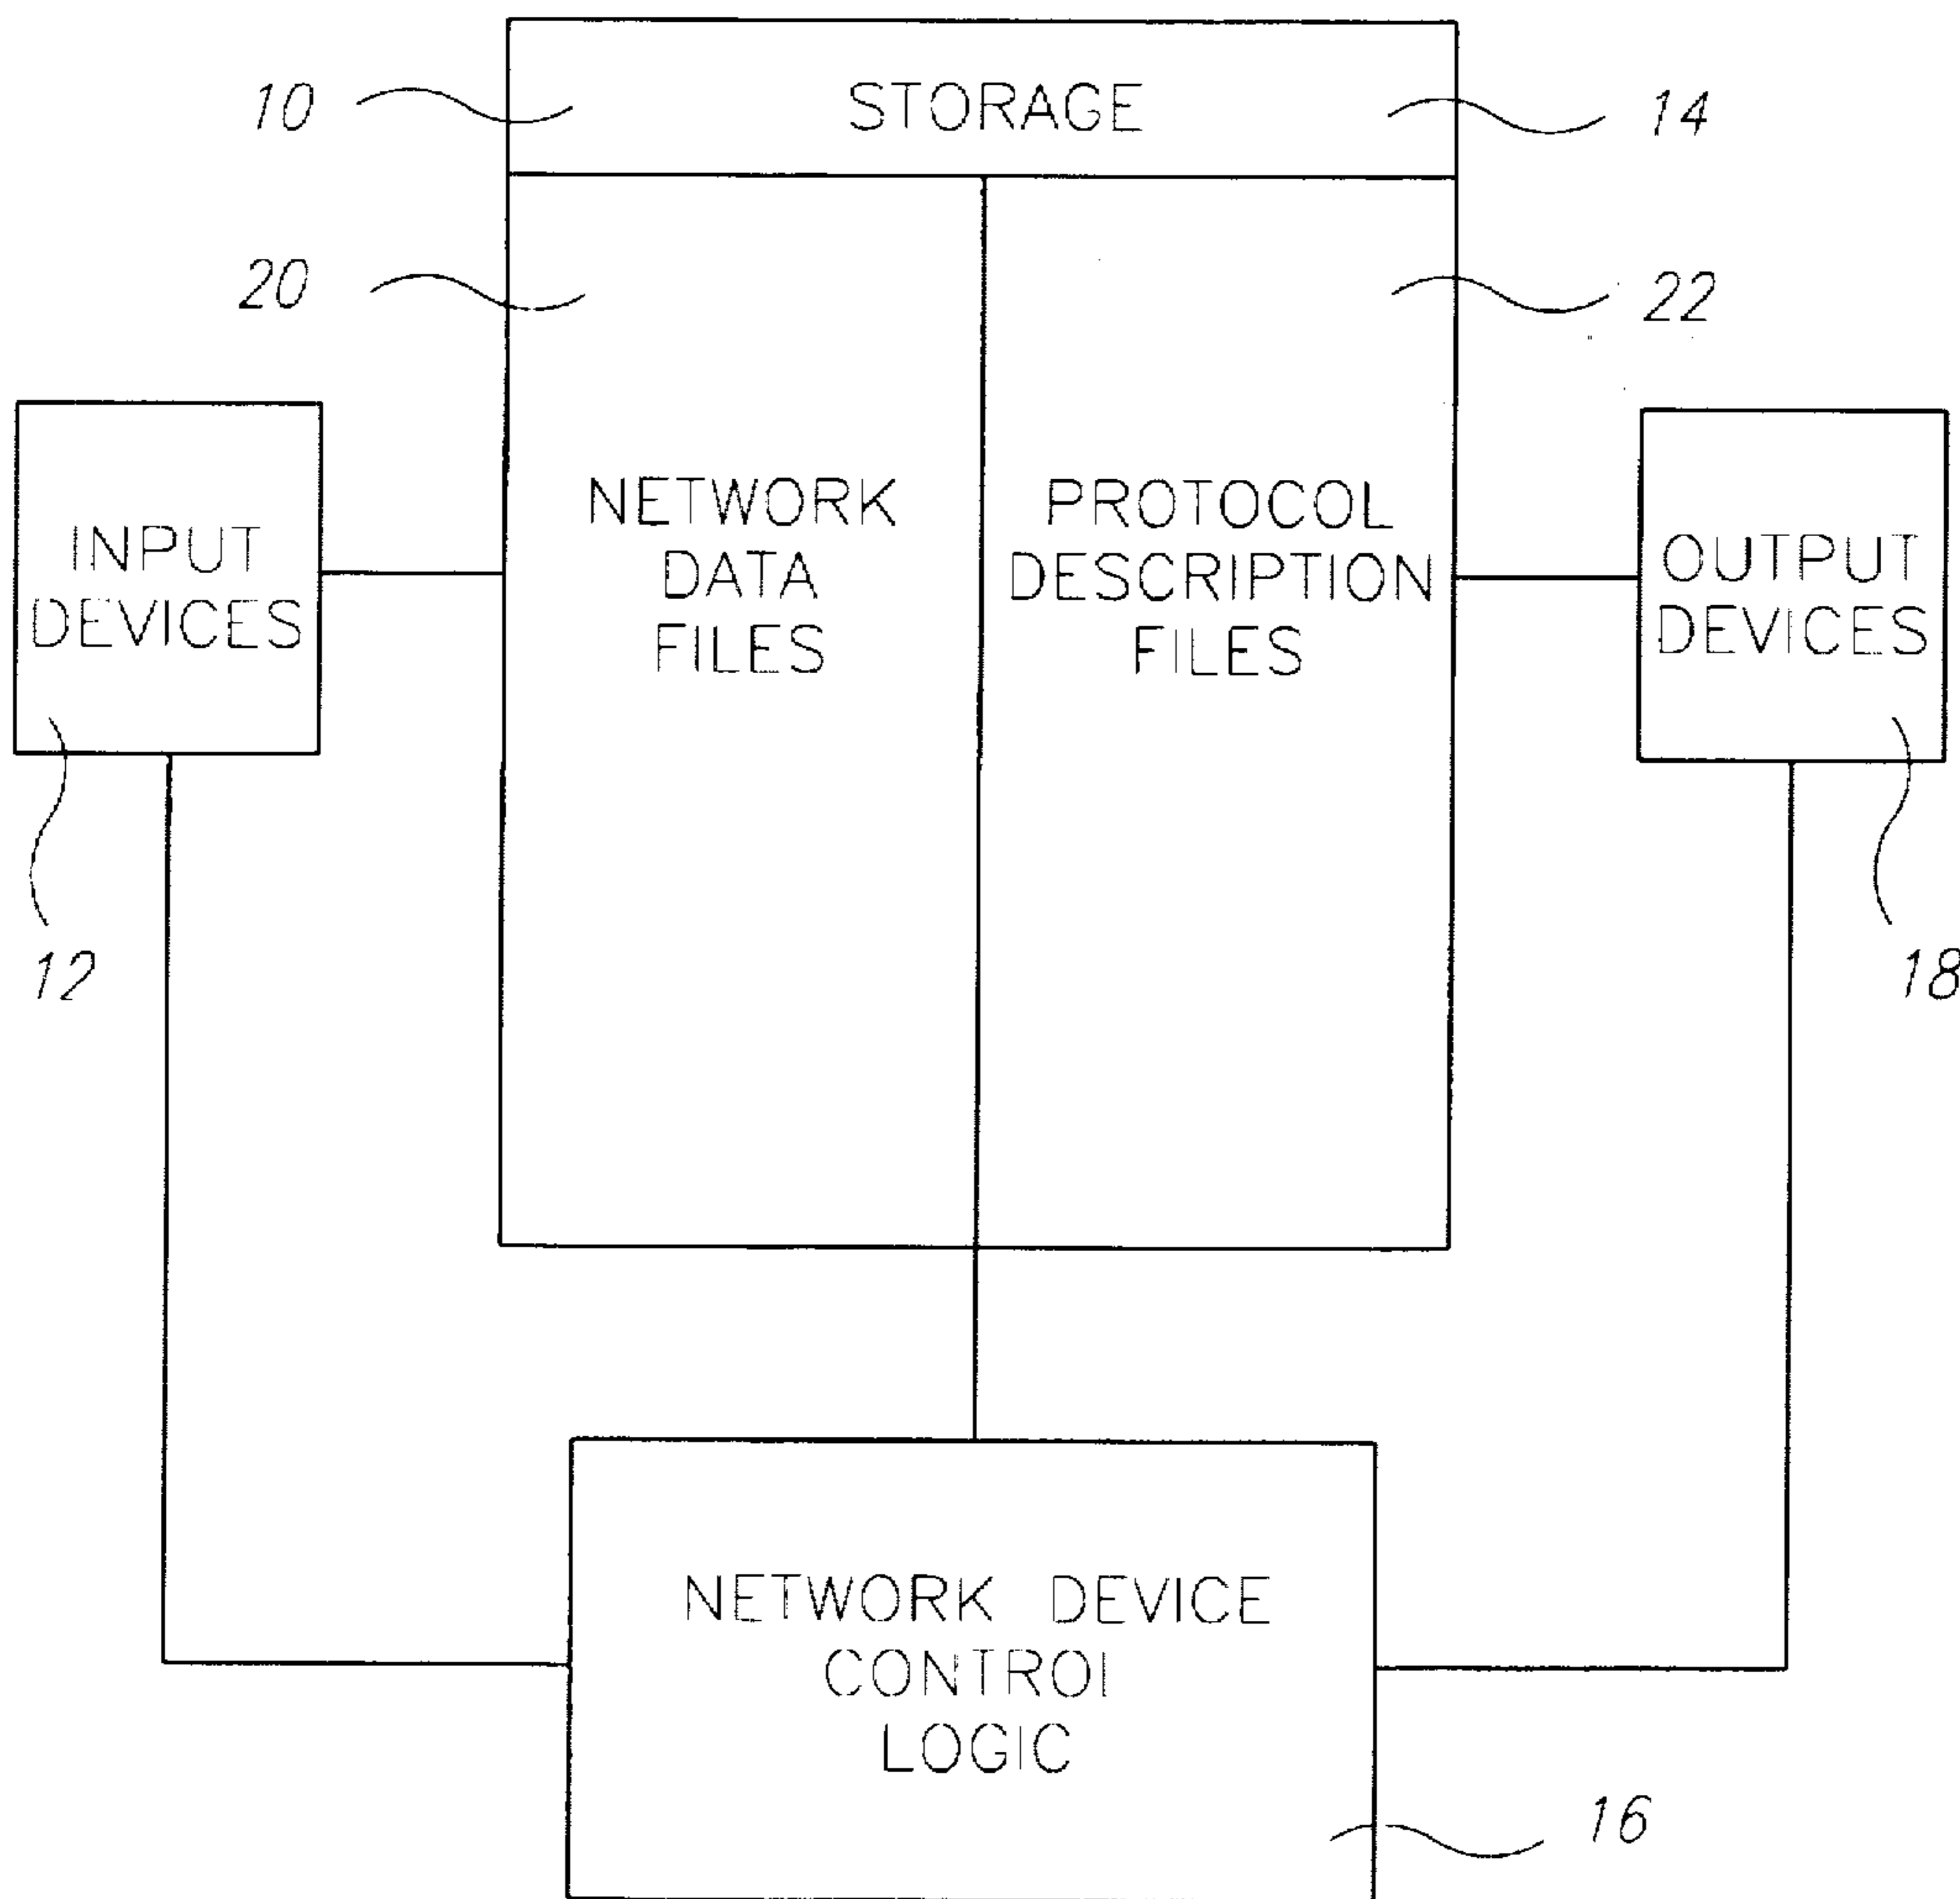 10
STORAGE
14
20
22
NETWORK
DATA
FILES
PROTOCOL
DESCRIPTION
FILES
INPUT
DEVICES
OUTPUT
DEVICES
12
18
NETWORK DEVICE
CONTROl
LOGIC
16